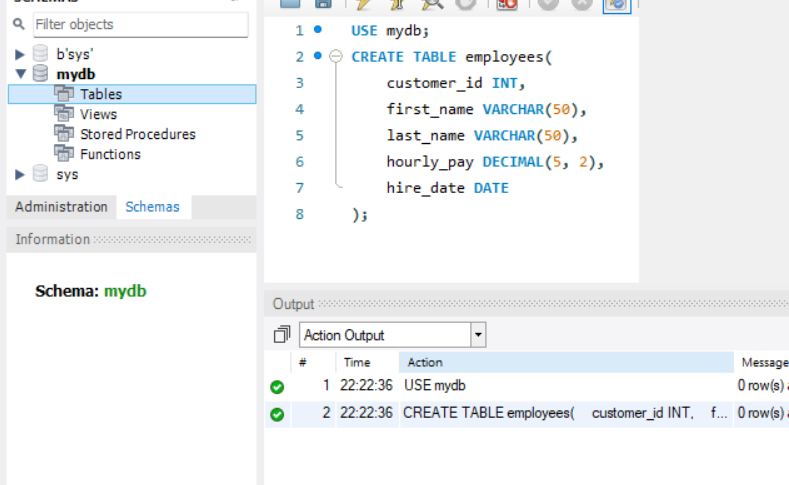 SCHEMAS
Filter objects
b'sys'
mydb
Tables
Views
Stored Procedures
Functions
sys
Administration Schemas
Information
Schema: mydb
1 USE mydb;
2 CREATE TABLE employees(
3 customer_id INT,
4 first_name VARCHAR(50),
5 last_name VARCHAR(50),
6 hourly_pay DECIMAL(5, 2),
7 hire_date DATE
8 );
Output
Action Output
# Time Action Message
1 22:22:36 USE mydb 0 row(s)
2 22:22:36 CREATE TABLE employees( customer_id INT, f... 0 row(s)